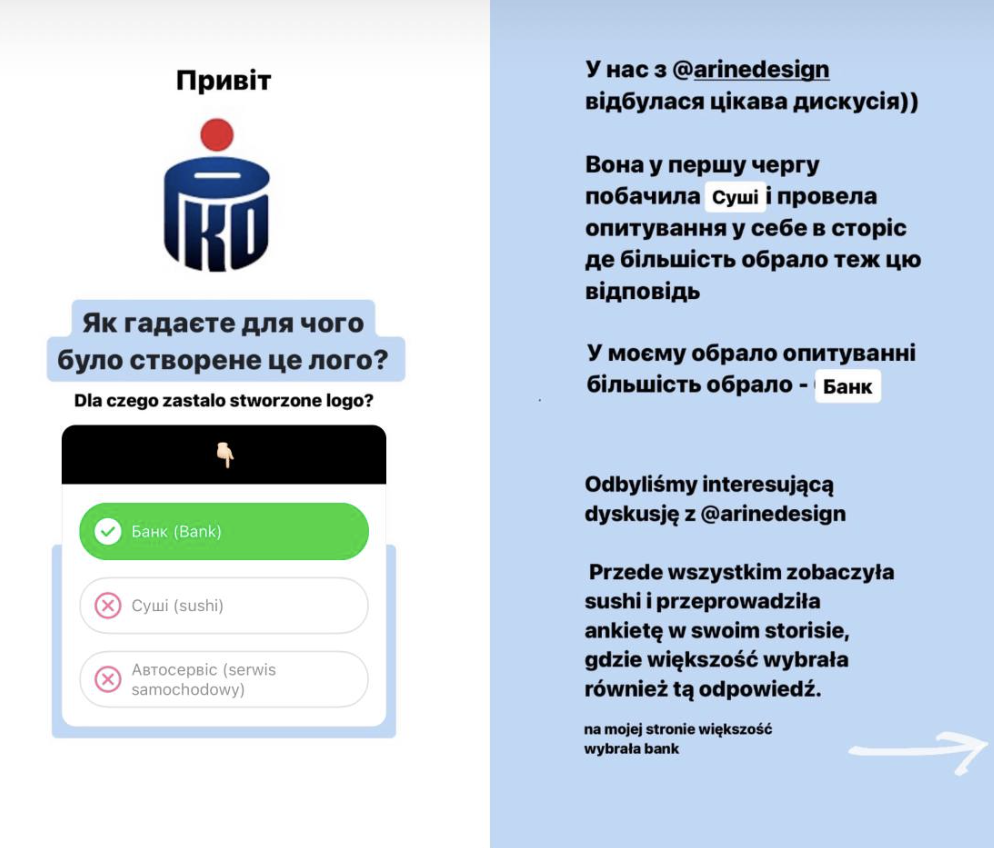 Привіт
PKO
Як гадаєте для чого
було створене це лого?
Dla czego zastalo stworzone logo?
Банк (Bank)
Суші (sushi)
Автосервіс (serwis
samochodowy)
У нас з @arinedesign
відбулася цікава дискусія))
Вона у першу чергу
побачила Суші і провела
опитування у себе в сторіс
де більшість обрало теж цю
відповідь
У моєму обрало опитуванні
більшість обрало - Банк
Odbyliśmy interesującą
dyskusję z @arinedesign
Przede wszystkim zobaczyła
sushi i przeprowadziła
ankietę w swoim storisie,
gdzie większość wybrała
również tą odpowiedź.
na mojej stronie większość
wybrała bank